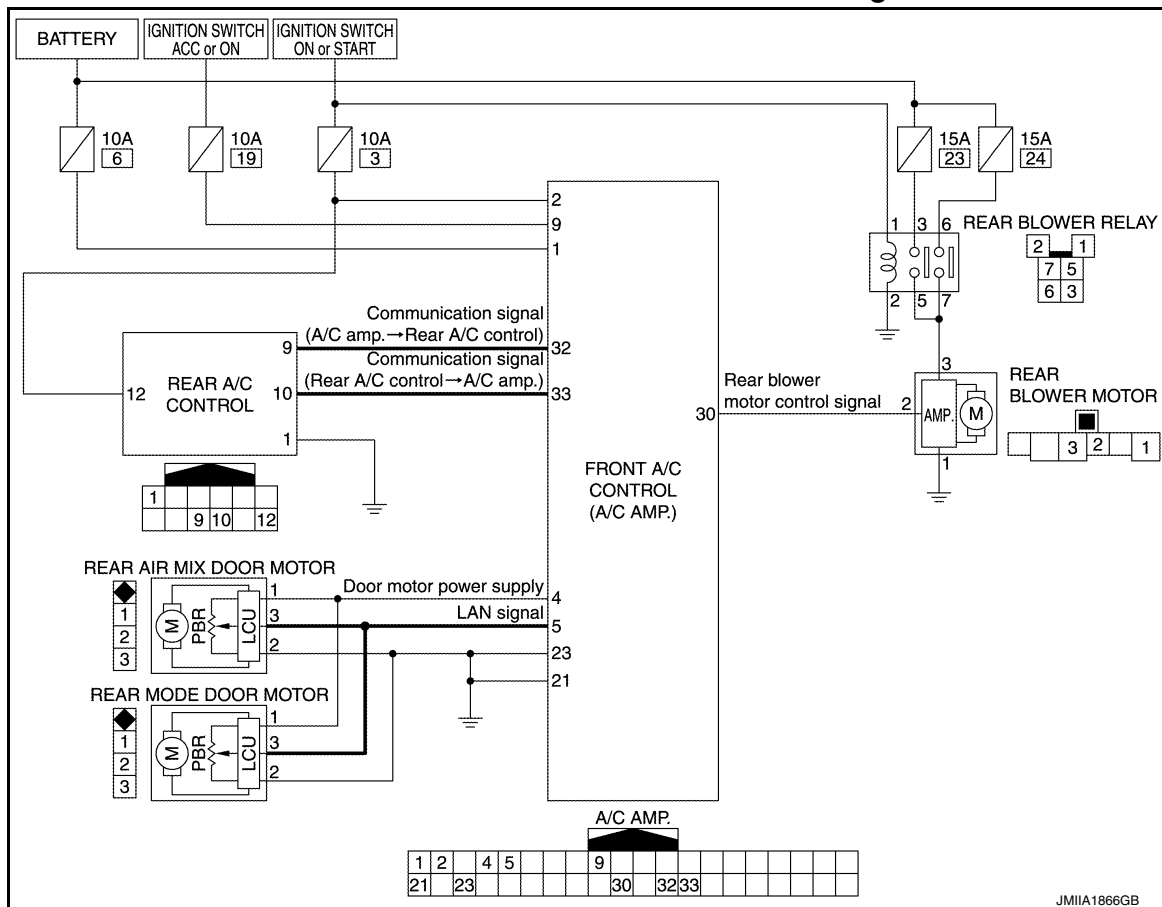 BATTERY
IGNITION SWITCH
ACC or ON
IGNITION SWITCH
ON or START
10A
6
10A
19
10A
3
15A
23
15A
24
2
9
1
1 3 6
2 5 7
REAR BLOWER RELAY
2 1
7 5
6 3
Communication signal
(A/C amp.→Rear A/C control)
9
32
Communication signal
(Rear A/C control→A/C amp.)
10
33
12
REAR A/C
CONTROL
1
1
9 10 12
FRONT A/C
CONTROL
(A/C AMP.)
30
Rear blower
motor control signal
2
3
AMP.
M
1
REAR
BLOWER MOTOR
3 2 1
REAR AIR MIX DOOR MOTOR
1
2
3
M
PBR
LCU
1
3
2
Door motor power supply
4
LAN signal
5
23
21
REAR MODE DOOR MOTOR
1
2
3
M
PBR
LCU
1
3
2
A/C AMP.
1 2 4 5 9
21 23 30 32 33
JMIIA1866GB